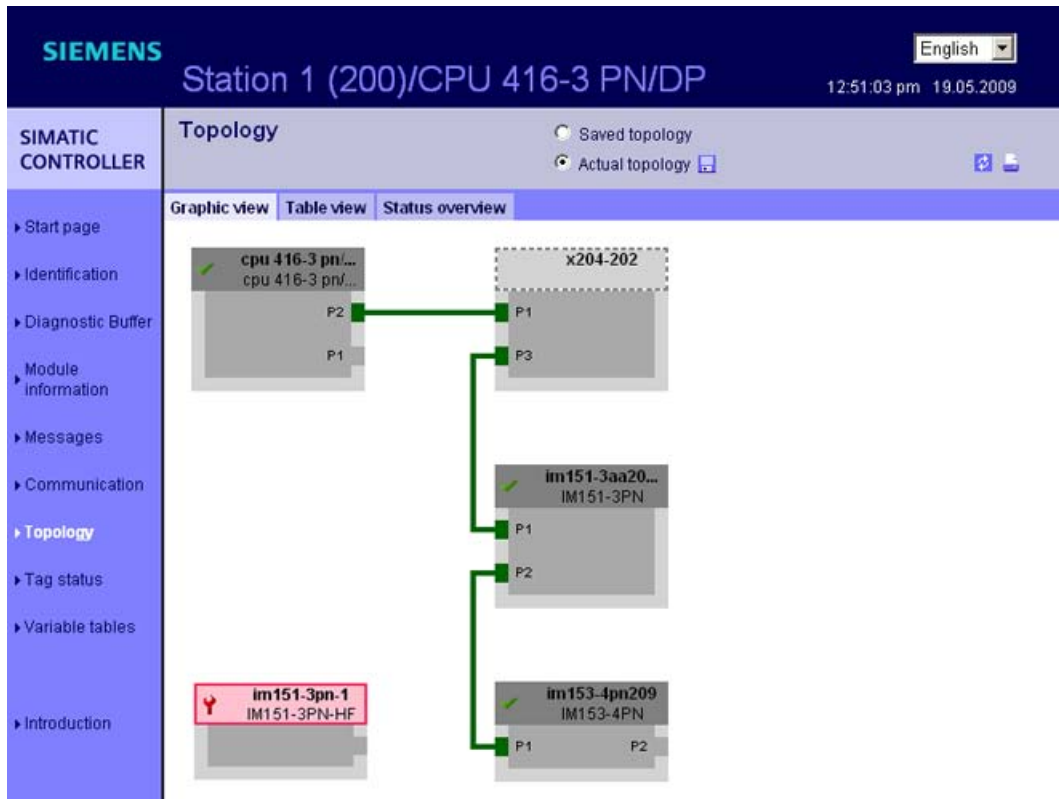 SIEMENS
Station 1 (200)/CPU 416-3 PN/DP
English
12:51:03 pm 19.05.2009
SIMATIC
CONTROLLER
Topology
Saved topology
Actual topology
Graphic view
Table view
Status overview
Start page
Identification
Diagnostic Buffer
Module
information
Messages
Communication
Topology
Tag status
Variable tables
Introduction
cpu 416-3 pn/...
cpu 416-3 pn/...
P2
P1
x204-202
P1
P3
im151-3aa20...
IM151-3PN
P1
P2
im151-3pn-1
IM151-3PN-HF
im153-4pn209
IM153-4PN
P1 P2